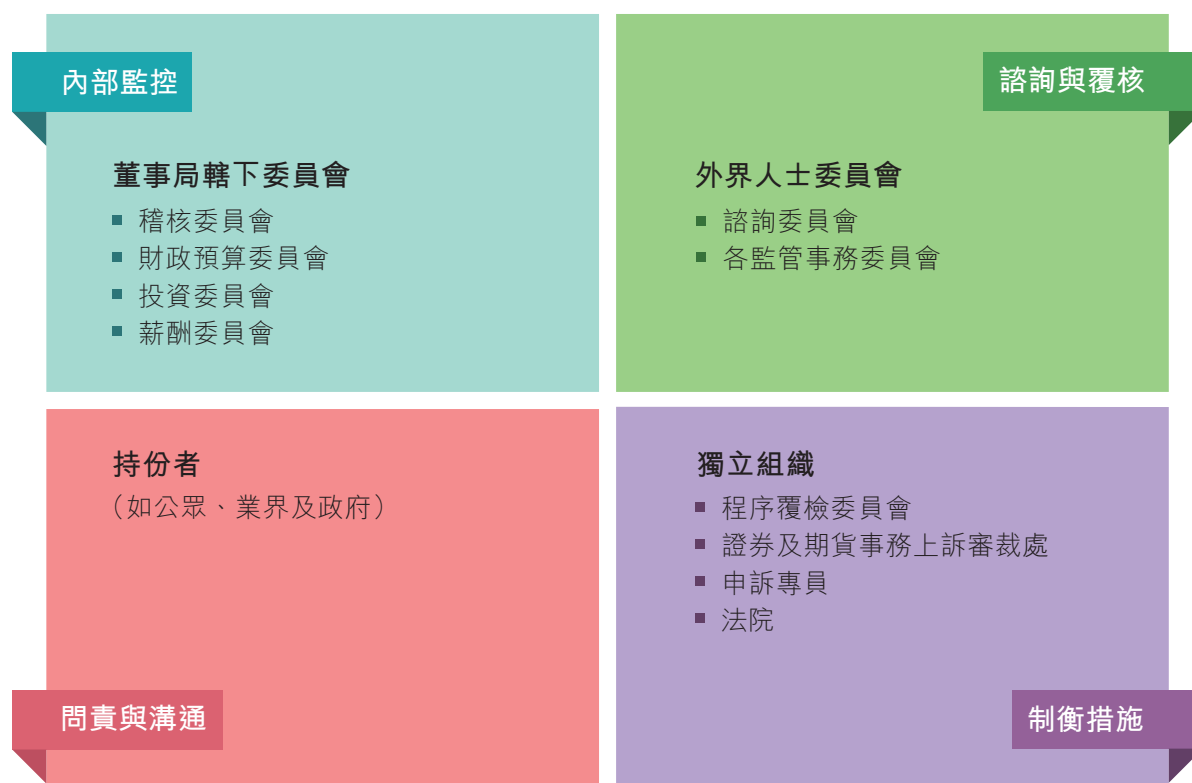 內部監控
董事局轄下委員會
稽核委員會
財政預算委員會
投資委員會
薪酬委員會
諮詢與覆核
外界人士委員會
諮詢委員會
各監管事務委員會
持份者
（如公眾、業界及政府）
問責與溝通
獨立組織
程序覆檢委員會
證券及期貨事務上訴審裁處
申訴專員
法院
制衡措施